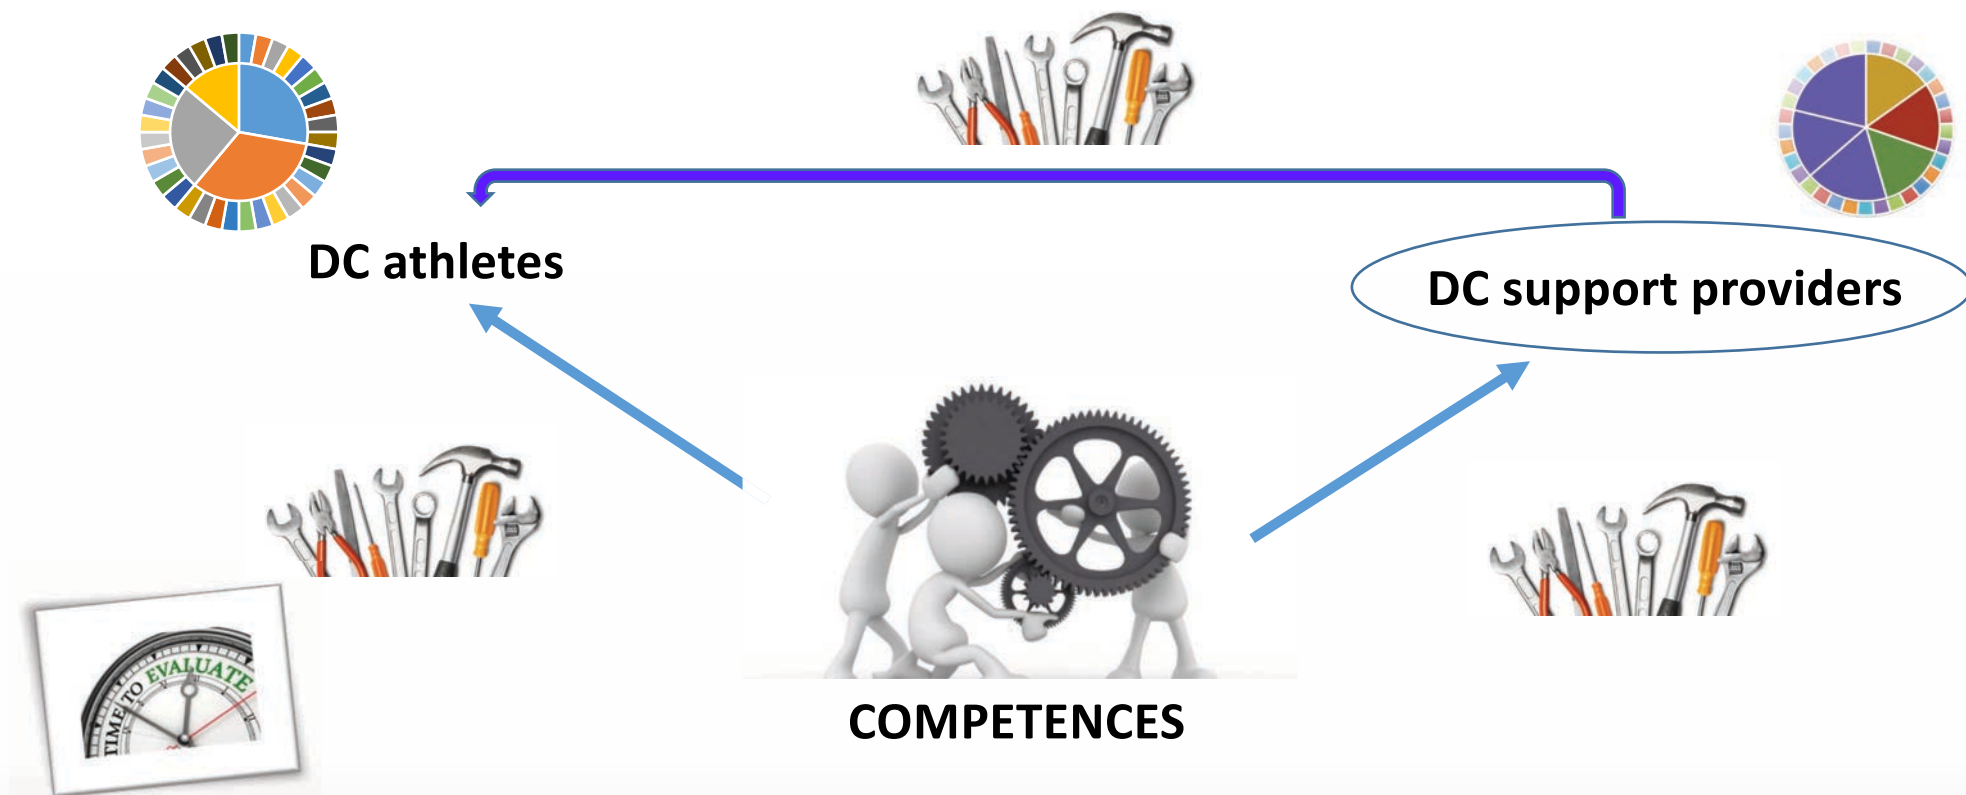 DC athletes
DC support providers
TIME TO EVALUATE
COMPETENCES